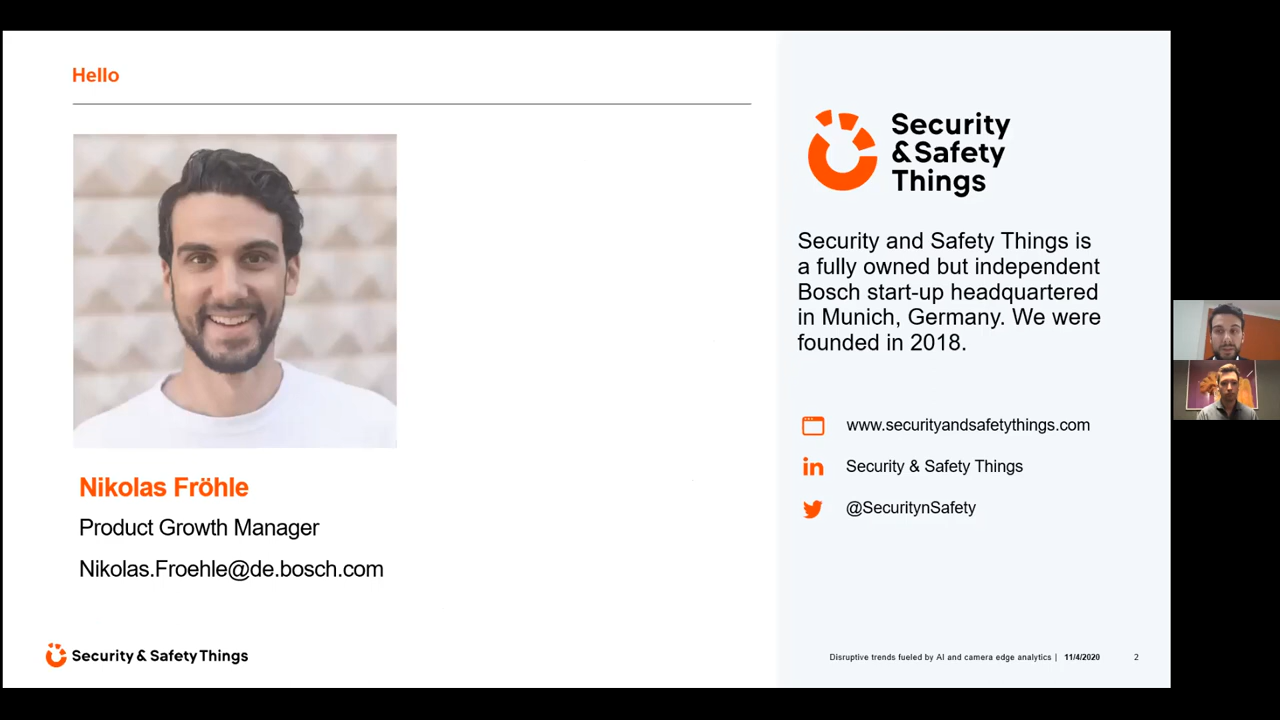 Hello
Nikolas Fröhle
Product Growth Manager
Nikolas.Froehle@de.bosch.com
Security & Safety Things
Security
& Safety
Things
Security and Safety Things is
a fully owned but independent
Bosch start-up headquartered
in Munich, Germany. We were
founded in 2018.
www.securityandsafetythings.com
in Security & Safety Things
@SecuritynSafety
Disruptive trends fueled by AI and camera edge analytics | 11/4/2020 2